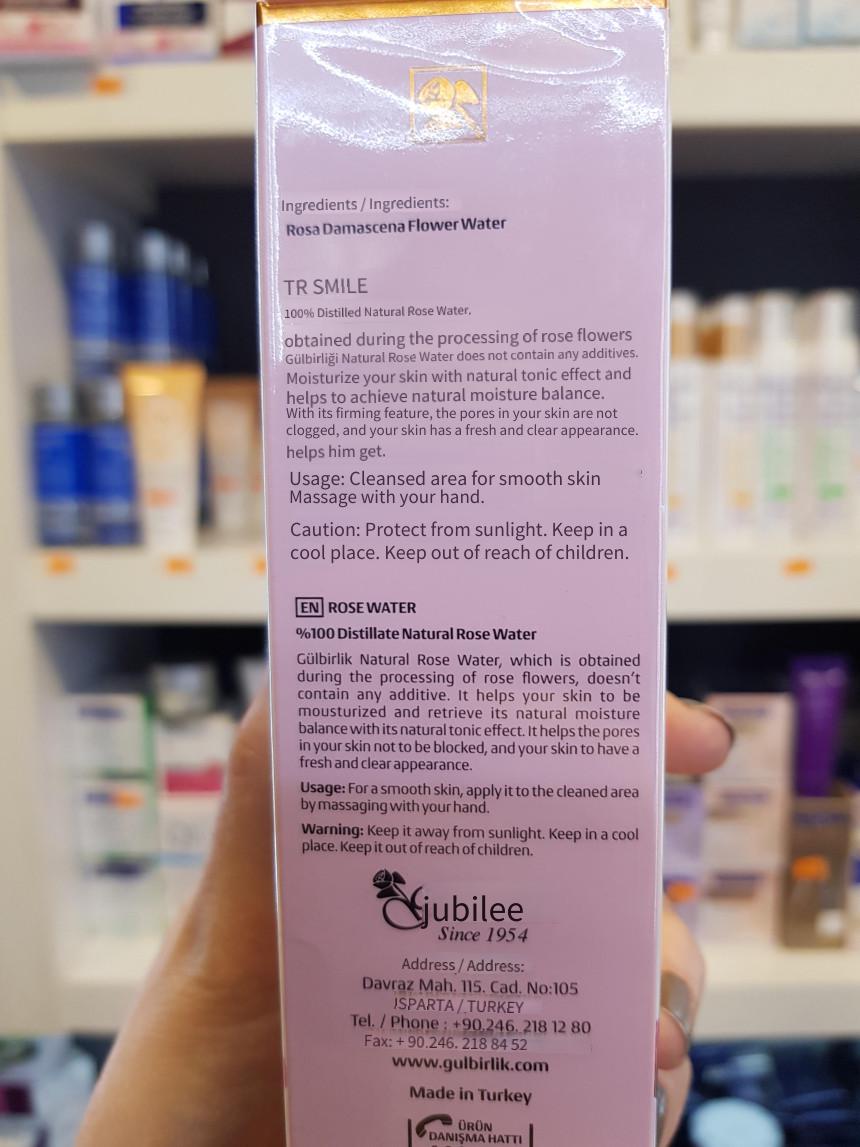 Ingredients / Ingredients:
Rosa Damascena Flower Water
TR SMILE
100% Distilled Natural Rose Water.
obtained during the processing of rose flowers
Gülbirliği Natural Rose Water does not contain any additives.
Moisturize your skin with natural tonic effect and
helps to achieve natural moisture balance.
With its firming feature, the pores in your skin are not
clogged, and your skin has a fresh and clear appearance.
helps him get.
Usage: Cleansed area for smooth skin
Massage with your hand.
Caution: Protect from sunlight. Keep in a
cool place. Keep out of reach of children.
EN ROSE WATER
%100 Distillate Natural Rose Water
Gülbirlik Natural Rose Water, which is obtained
during the processing of rose flowers, doesn't
contain any additive. It helps your skin to be
mousturized and retrieve its natural moisture
balance with its natural tonic effect. It helps the pores
in your skin not to be blocked, and your skin to have a
fresh and clear appearance.
Usage: For a smooth skin, apply it to the cleaned area
by massaging with your hand.
Warning: Keep it away from sunlight. Keep in a cool
place. Keep it out of reach of children.
jubilee
Since 1954
Address / Address:
Davraz Mah. 115. Cad. No:105
ISPARTA / TURKEY
Tel. / Phone : +90.246. 218 12 80
Fax: + 90.246. 218 84 52
www.gulbirlik.com
Made in Turkey
ÜRÜN
DANIŞMA HATTI